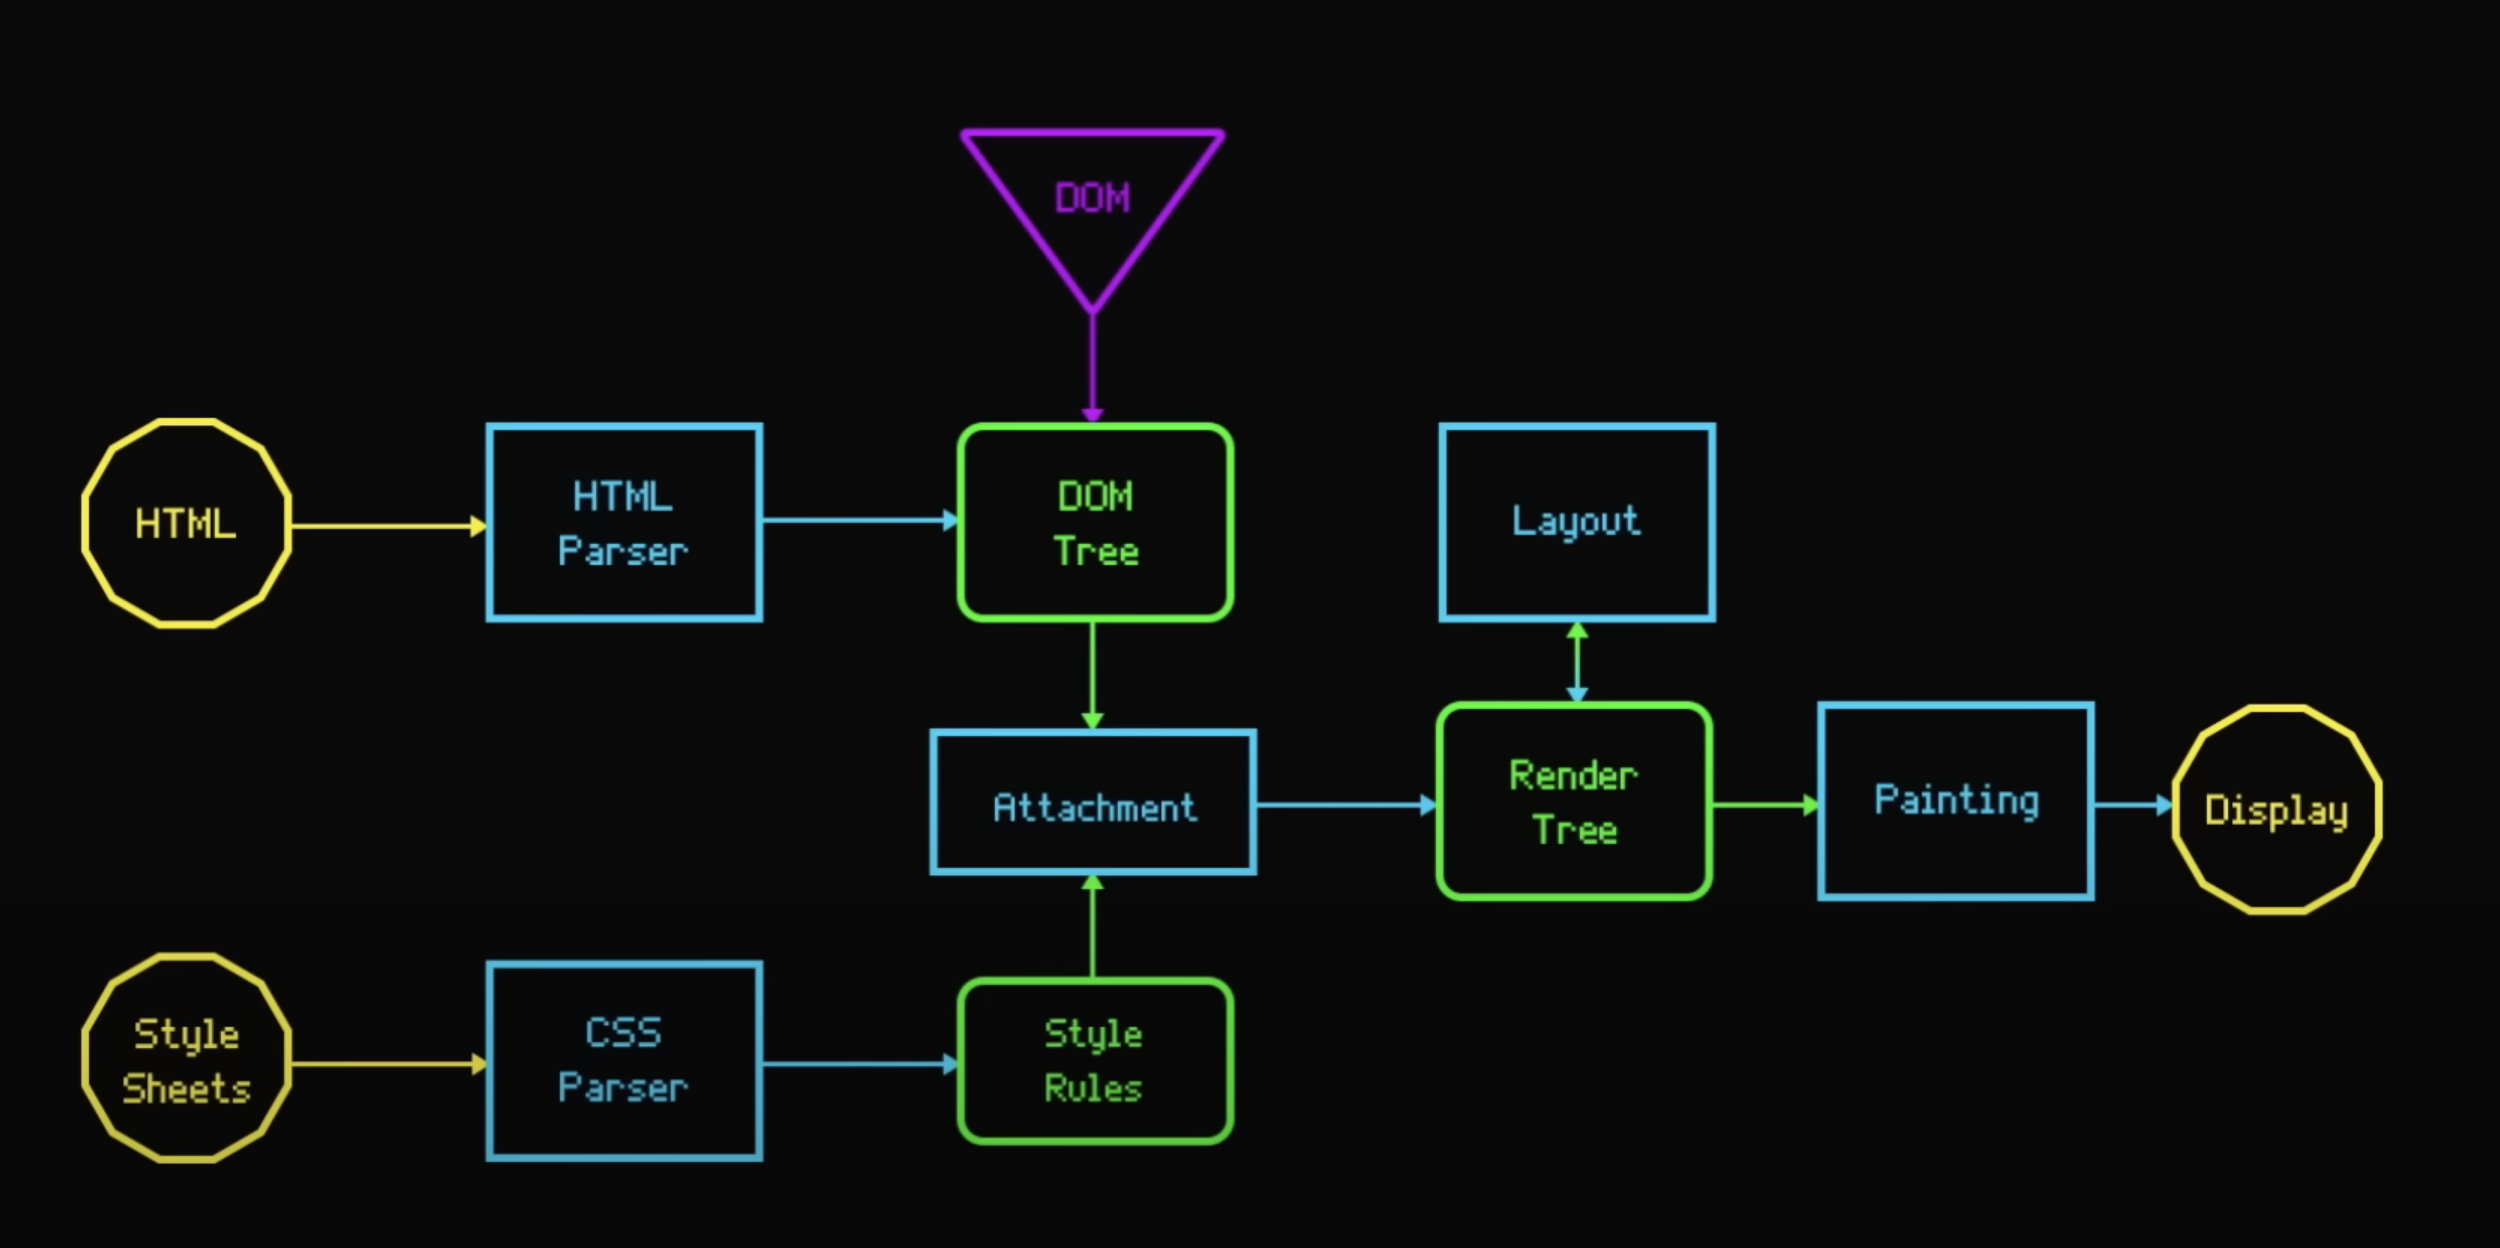 DOM
HTML
HTML
Parser
DOM
Tree
Layout
Attachment
Render
Tree
Painting
Display
Style
Sheets
CSS
Parser
Style
Rules